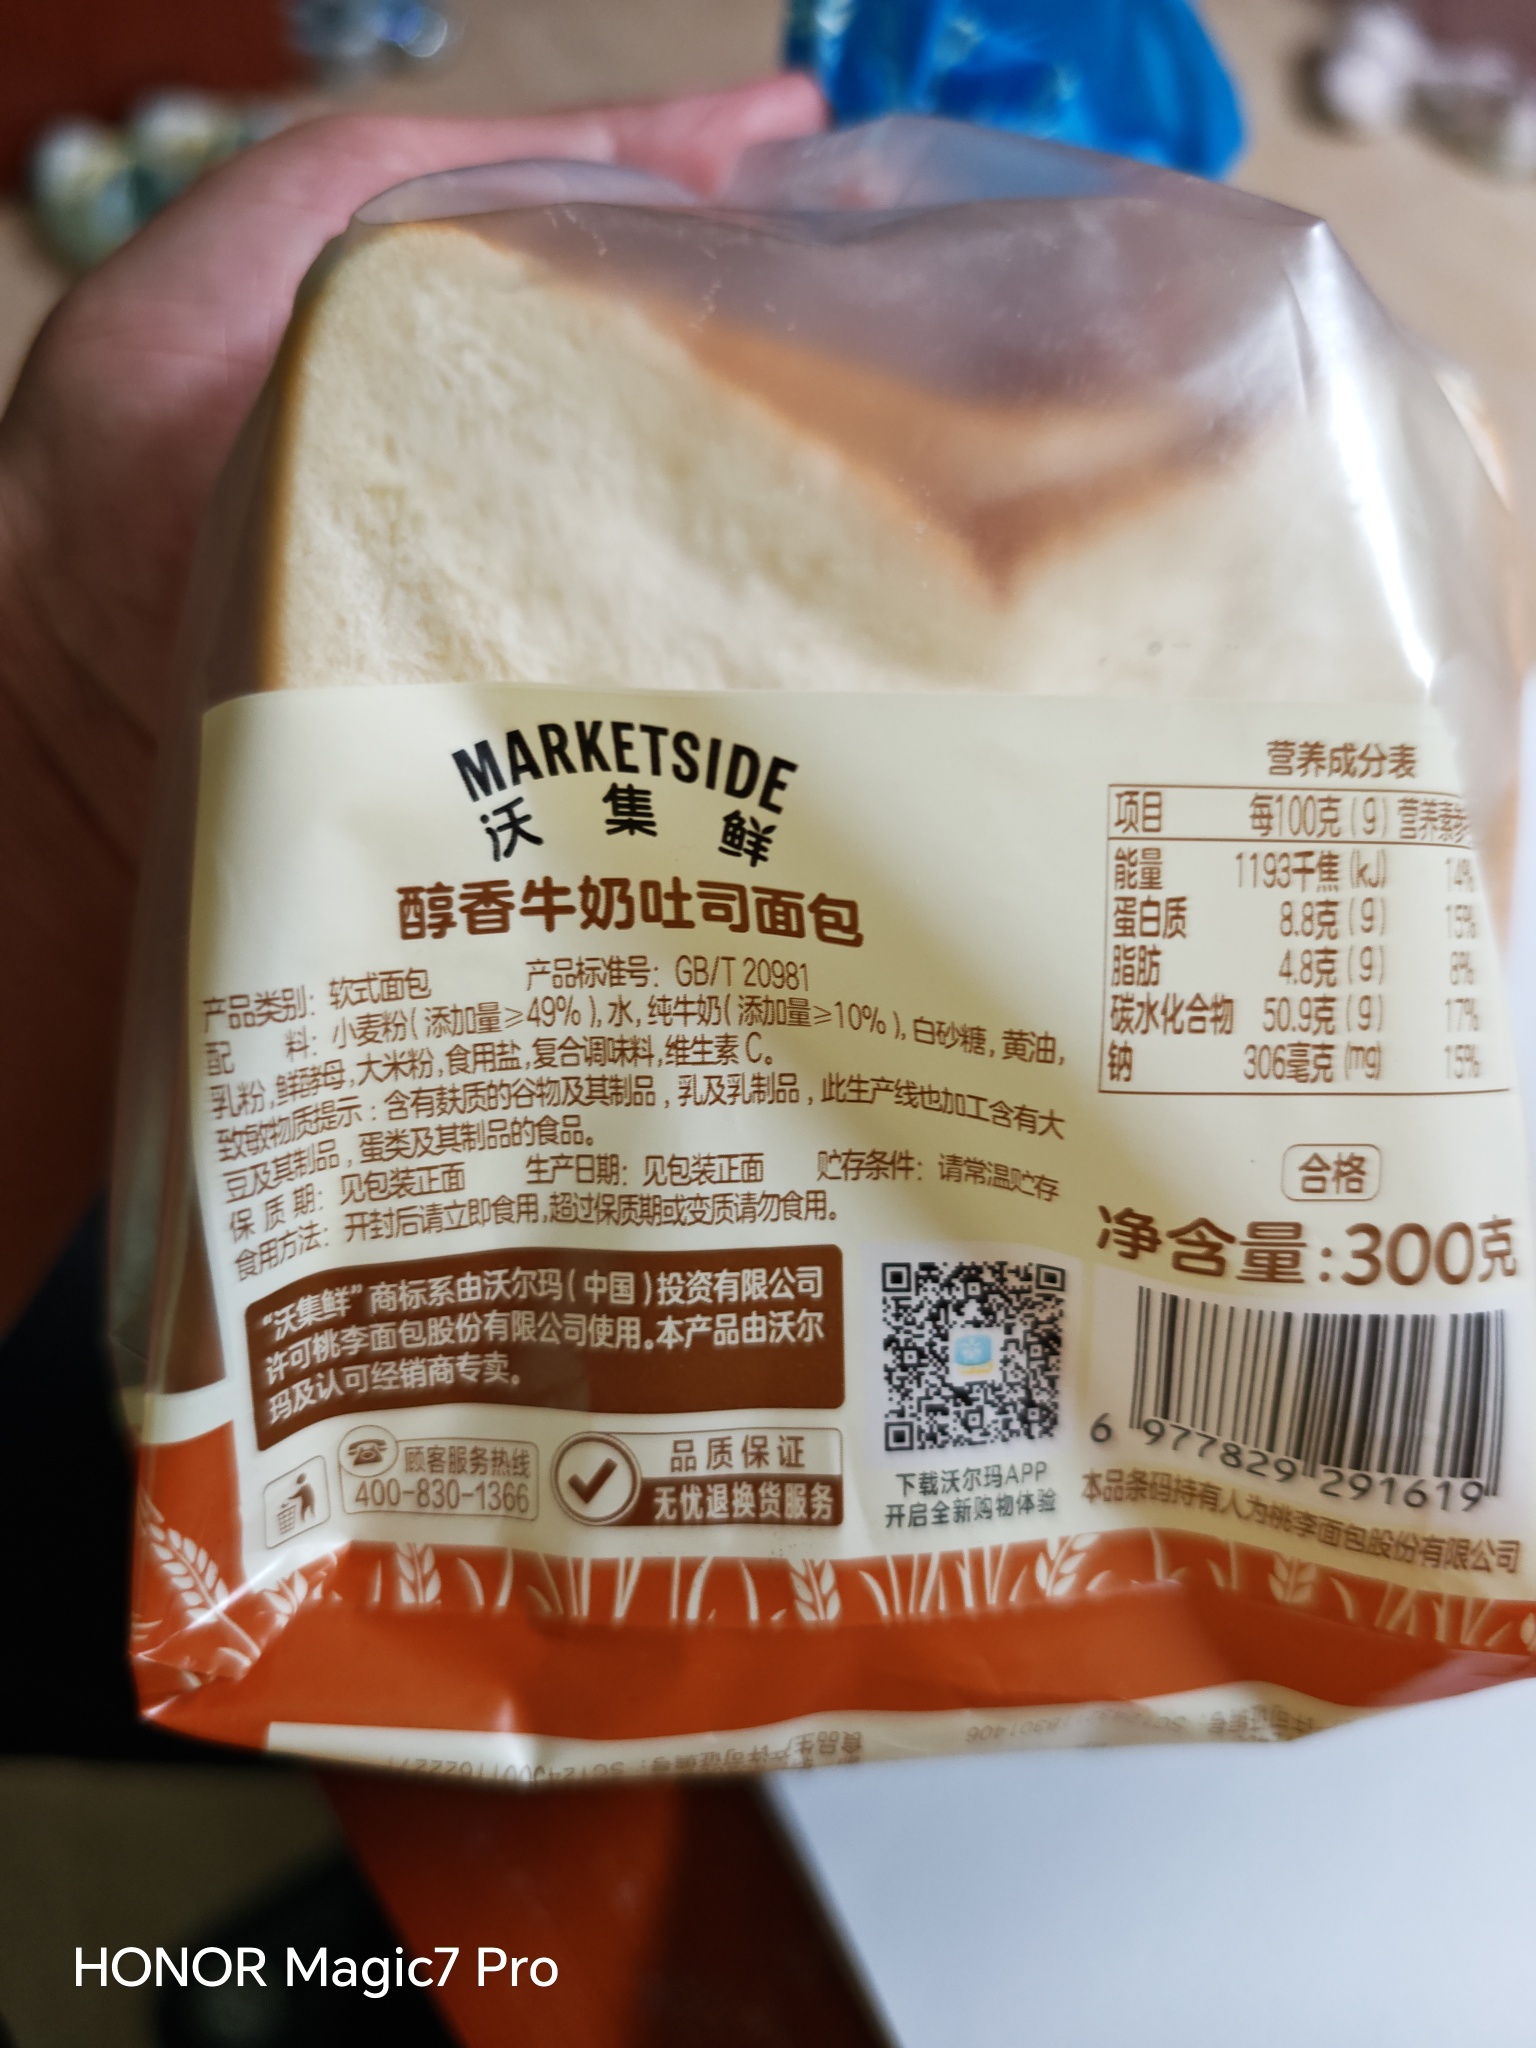 MARKETSIDE
沃集鲜
醇香牛奶吐司面包
产品类别：软式面包 产品标准号：GB/T 20981
配 料：小麦粉(添加量≥49%),水,纯牛奶(添加量≥10%),白砂糖,黄油,
乳粉,鲜酵母,大米粉,食用盐,复合调味料,维生素C。
致敏物质提示：含有麸质的谷物及其制品,乳及乳制品,此生产线也加工含有大
豆及其制品,蛋类及其制品的食品。
保 质 期：见包装正面 生产日期：见包装正面 贮存条件：请常温贮存
食用方法：开封后请立即食用,超过保质期或变质请勿食用。
“沃集鲜”商标系由沃尔玛(中国)投资有限公司
许可桃李面包股份有限公司使用。本产品由沃尔
玛及认可经销商专卖。
顾客服务热线
400-830-1366
品质保证
无忧退换货服务
下载沃尔玛APP
开启全新购物体验
营养成分表
项目 每100克(g) 营养素参
能量 1193千焦(kJ) 14%
蛋白质 8.8克(g) 15%
脂肪 4.8克(g) 8%
碳水化合物 50.9克(g) 17%
钠 306毫克(mg) 15%
合格
净含量:300克
6 977829 291619
本品条码持有人为桃李面包股份有限公司
HONOR Magic7 Pro